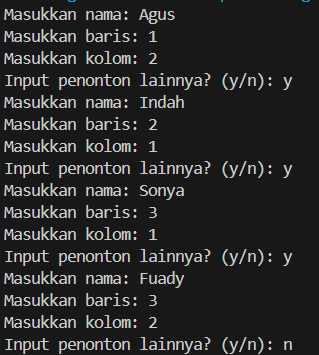 Masukkan nama: Agus
Masukkan baris: 1
Masukkan kolom: 2
Input penonton lainnya? (y/n): y
Masukkan nama: Indah
Masukkan baris: 2
Masukkan kolom: 1
Input penonton lainnya? (y/n): y
Masukkan nama: Sonya
Masukkan baris: 3
Masukkan kolom: 1
Input penonton lainnya? (y/n): y
Masukkan nama: Fuady
Masukkan baris: 3
Masukkan kolom: 2
Input penonton lainnya? (y/n): n